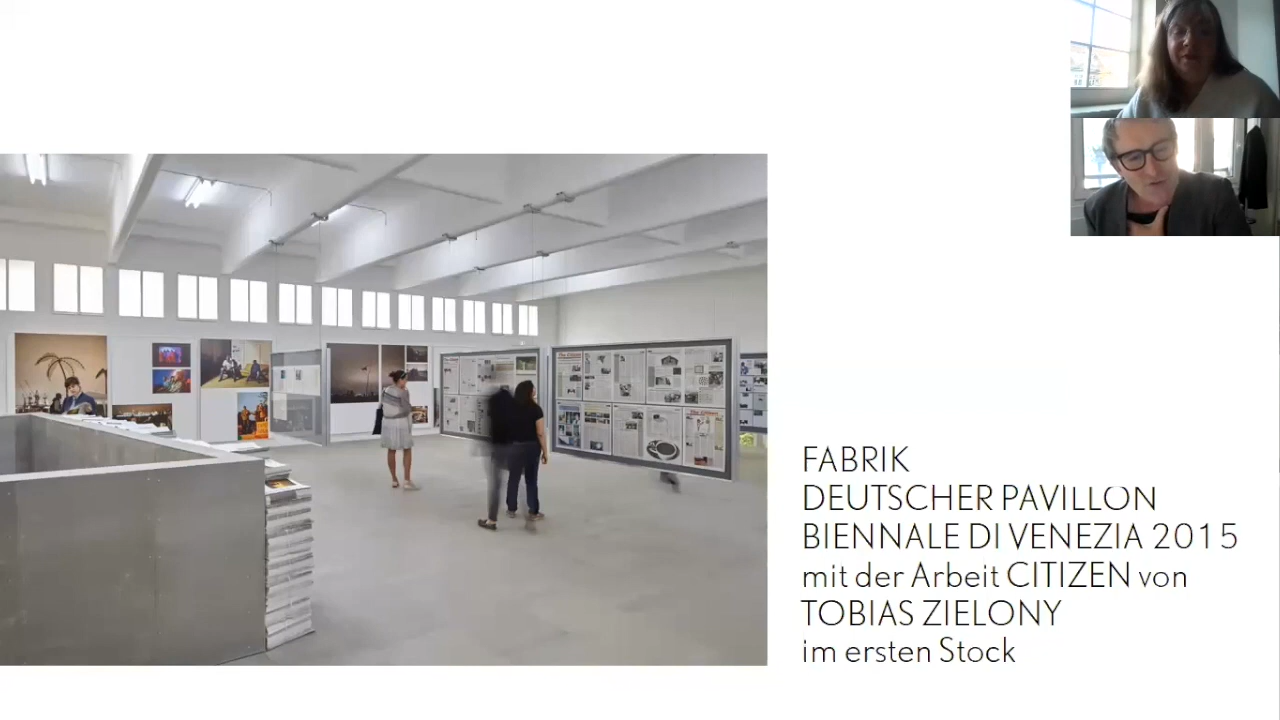 FABRIK
DEUTSCHER PAVILLON
BIENNALE DI VENEZIA 2015
mit der Arbeit CITIZEN von
TOBIAS ZIELONY
im ersten Stock